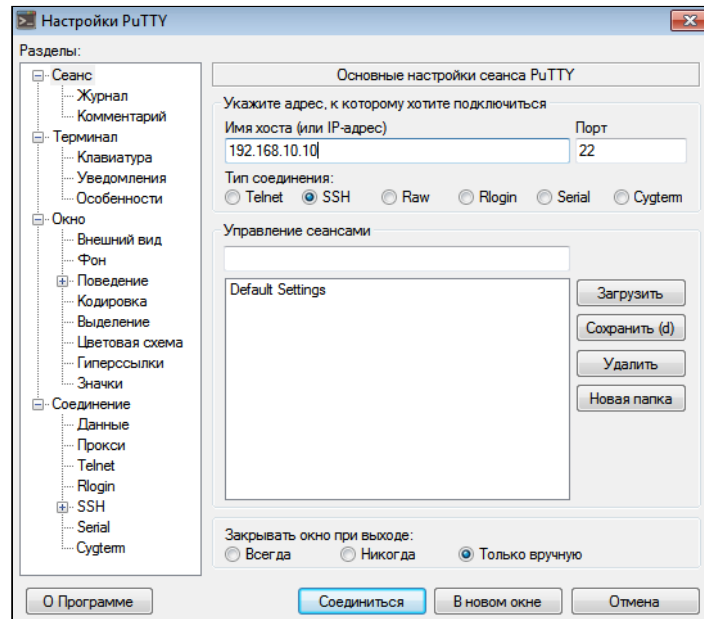 Настройки PuTTY
Разделы:
Сеанс
Журнал
Комментарий
Терминал
Клавиатура
Уведомления
Особенности
Окно
Внешний вид
Фон
Поведение
Кодировка
Выделение
Цветовая схема
Гиперссылки
Значки
Соединение
Данные
Прокси
Telnet
Rlogin
SSH
Serial
Cygterm
Основные настройки сеанса PuTTY
Укажите адрес, к которому хотите подключиться
Имя хоста (или IP-адрес) Порт
192.168.10.10 22
Тип соединения:
Telnet SSH Raw Rlogin Serial Cygterm
Управление сеансами
Default Settings
Загрузить
Сохранить (d)
Удалить
Новая папка
Закрывать окно при выходе:
Всегда Никогда Только вручную
О Программе Соединиться В новом окне Отмена